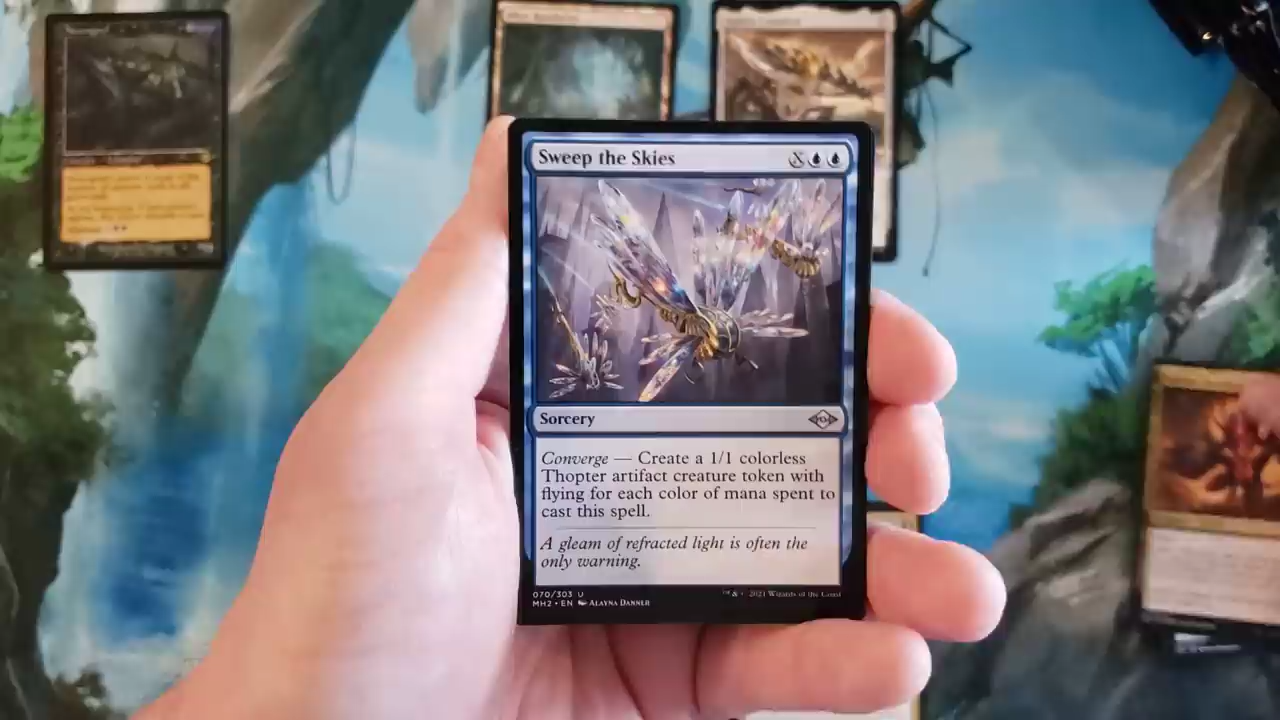 Sweep the Skies X
Sorcery
Converge — Create a 1/1 colorless
Thopter artifact creature token with
flying for each color of mana spent to
cast this spell.
A gleam of refracted light is often the
only warning.
070/303 U
MH2 • EN ALAYNA DANNER
™ & © 2021 Wizards of the Coast